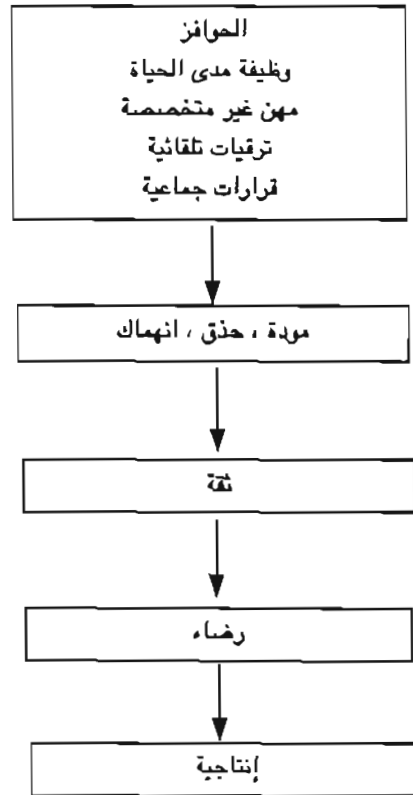 الحوافز
وظيفة مدى الحياة
مهن غير متخصصة
ترقيات تلقائية
قرارات جماعية
مودة ، حذق ، انهماك
ثقة
رضاء
إنتاجية